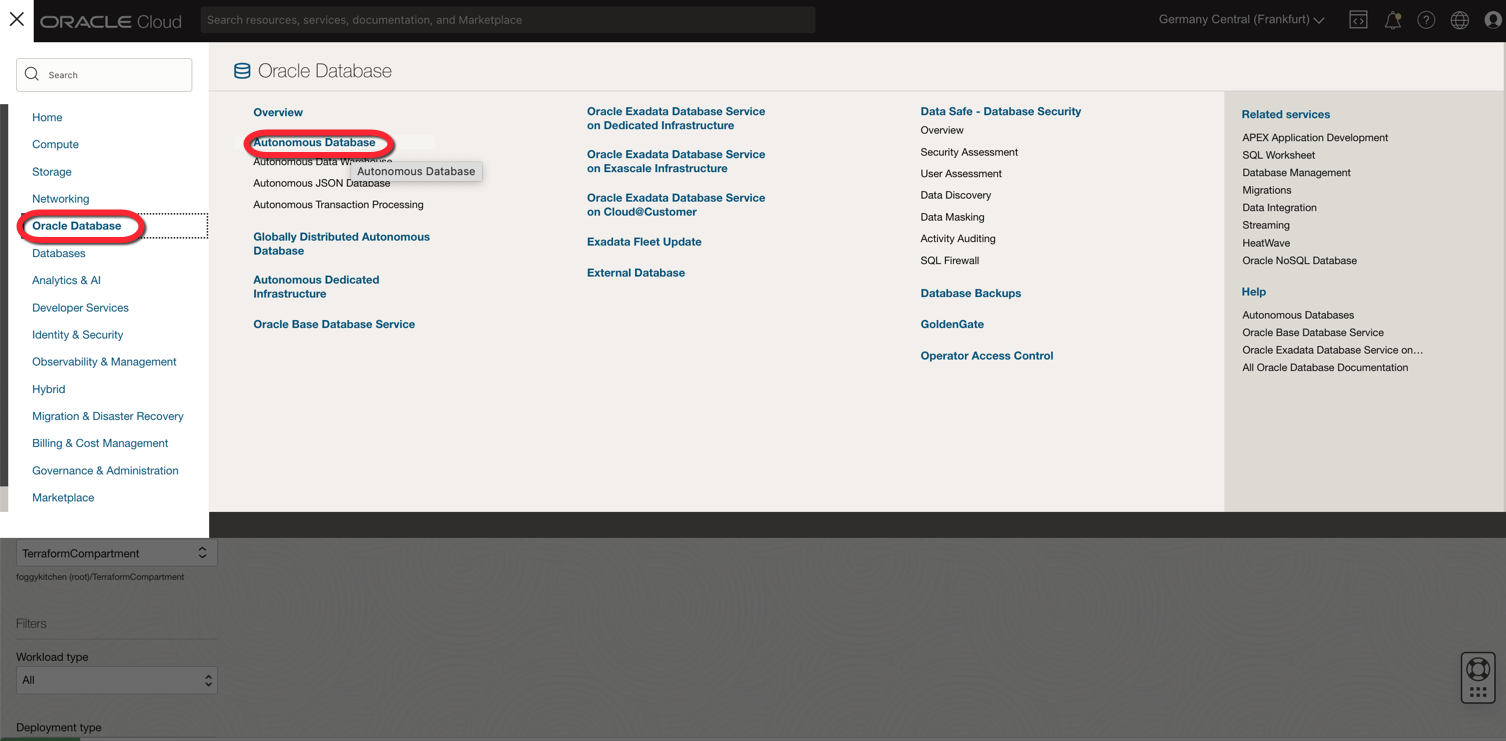 ORACLE Cloud
Search resources, services, documentation, and Marketplace
Germany Central (Frankfurt)
Search
Home
Compute
Storage
Networking
Oracle Database
Databases
Analytics & AI
Developer Services
Identity & Security
Observability & Management
Hybrid
Migration & Disaster Recovery
Billing & Cost Management
Governance & Administration
Marketplace
Oracle Database
Overview
Autonomous Database
Autonomous Data Warehouse
Autonomous Database
Autonomous JSON Database
Autonomous Transaction Processing
Globally Distributed Autonomous
Database
Autonomous Dedicated
Infrastructure
Oracle Base Database Service
Oracle Exadata Database Service
on Dedicated Infrastructure
Oracle Exadata Database Service
on Exascale Infrastructure
Oracle Exadata Database Service
on Cloud@Customer
Exadata Fleet Update
External Database
Data Safe - Database Security
Overview
Security Assessment
User Assessment
Data Discovery
Data Masking
Activity Auditing
SQL Firewall
Database Backups
GoldenGate
Operator Access Control
Related services
APEX Application Development
SQL Worksheet
Database Management
Migrations
Data Integration
Streaming
HeatWave
Oracle NoSQL Database
Help
Autonomous Databases
Oracle Base Database Service
Oracle Exadata Database Service on…
All Oracle Database Documentation
TerraformCompartment
foggykitchen (root)/TerraformCompartment
Filters
Workload type
All
Deployment type